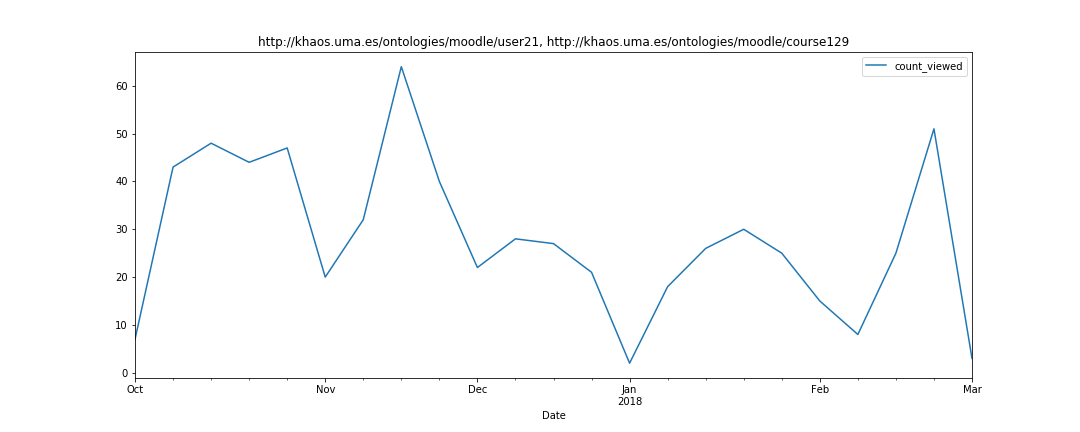 http://khaos.uma.es/ontologies/moodle/user21, http://khaos.uma.es/ontologies/moodle/course129
count_viewed
60
50
40
30
20
10
0
Oct Nov Dec Jan Feb Mar
2018
Date